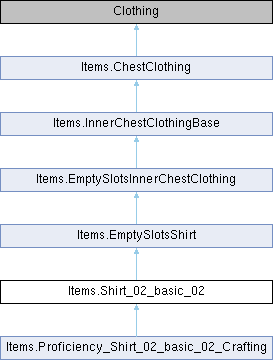 Clothing
Items.ChestClothing
Items.InnerChestClothingBase
Items.EmptySlotsInnerChestClothing
Items.EmptySlotsShirt
Items.Shirt_02_basic_02
Items.Proficiency_Shirt_02_basic_02_Crafting